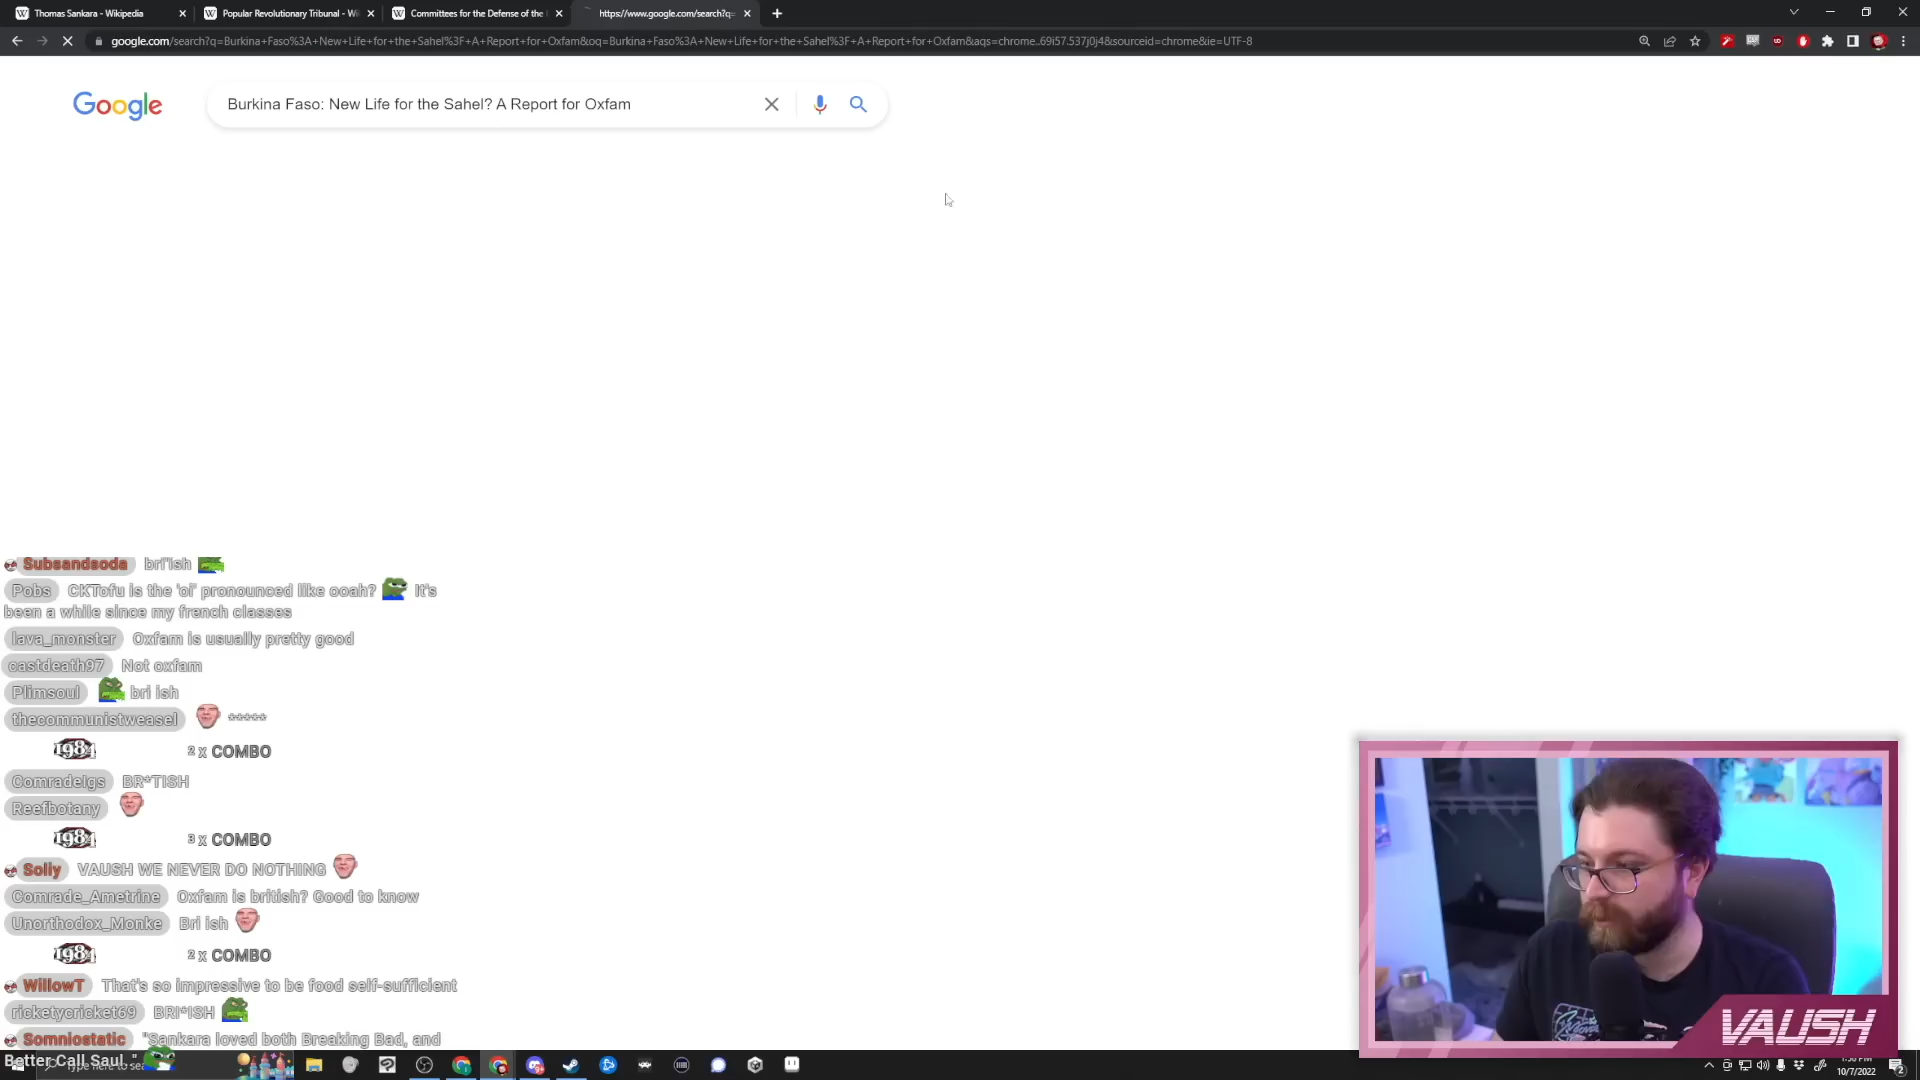 Thomas Sankara - Wikipedia
Popular Revolutionary Tribunal - Wi
Committees for the Defense of the
https://www.google.com/search?q=
google.com/search?q=Burkina+Faso%3A+New+Life+for+the+Sahel%3F+A+Report+for+Oxfam&oq=Burkina+Faso%3A+New+Life+for+the+Sahel%3F+A+Report+for+Oxfam&aqs=chrome..69i57.537j0j4&sourceid=chrome&ie=UTF-8
Google
Burkina Faso: New Life for the Sahel? A Report for Oxfam
Subsandsoda bri"ish
Pobs CKTofu is the 'oi' pronounced like ooah? It's
been a while since my french classes
lava_monster Oxfam is usually pretty good
castdeath97 Not oxfam
Plimsoul bri ish
thecommunistweasel *****
1984 2 x COMBO
ComradeIgs BR*TISH
Reefbotany
1984 3 x COMBO
Solly VAUSH WE NEVER DO NOTHING
Comrade_Ametrine Oxfam is british? Good to know
Unorthodox_Monke Bri ish
1984 2 x COMBO
WillowT That's so impressive to be food self-sufficient
ricketycricket69 BRI*ISH
Somniostatic "Sankara loved both Breaking Bad, and
Better Call Saul. "
VAUSH
10/7/2022